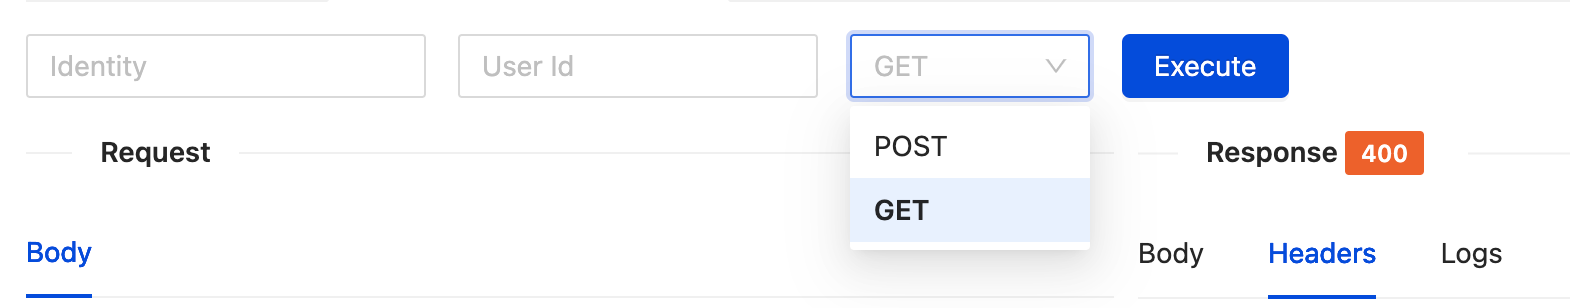 Identity User Id GET Execute
Request Response 400
POST
GET
Body Body Headers Logs